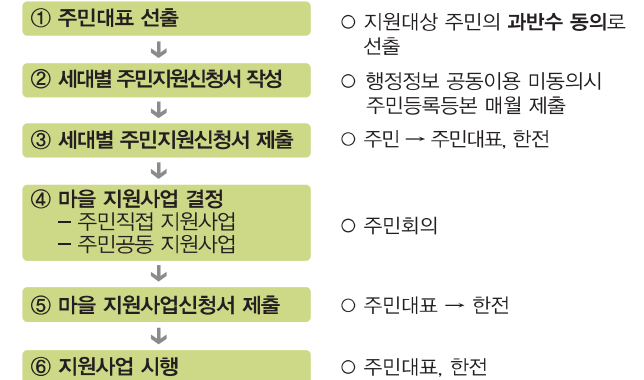 ① 주민대표 선출
○ 지원대상 주민의 과반수 동의로
선출
② 세대별 주민지원신청서 작성
○ 행정정보 공동이용 미동의시
주민등록등본 매월 제출
③ 세대별 주민지원신청서 제출
○ 주민 → 주민대표, 한전
④ 마을 지원사업 결정
– 주민직접 지원사업
– 주민공동 지원사업
○ 주민회의
⑤ 마을 지원사업신청서 제출
○ 주민대표 → 한전
⑥ 지원사업 시행
○ 주민대표, 한전